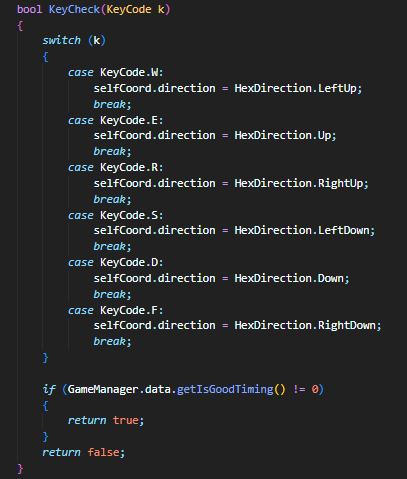 bool KeyCheck(KeyCode k)
{
    switch (k)
    {
        case KeyCode.W:
            selfCoord.direction = HexDirection.LeftUp;
            break;
        case KeyCode.E:
            selfCoord.direction = HexDirection.Up;
            break;
        case KeyCode.R:
            selfCoord.direction = HexDirection.RightUp;
            break;
        case KeyCode.S:
            selfCoord.direction = HexDirection.LeftDown;
            break;
        case KeyCode.D:
            selfCoord.direction = HexDirection.Down;
            break;
        case KeyCode.F:
            selfCoord.direction = HexDirection.RightDown;
            break;
    }

    if (GameManager.data.getIsGoodTiming() != 0)
    {
        return true;
    }
    return false;
}